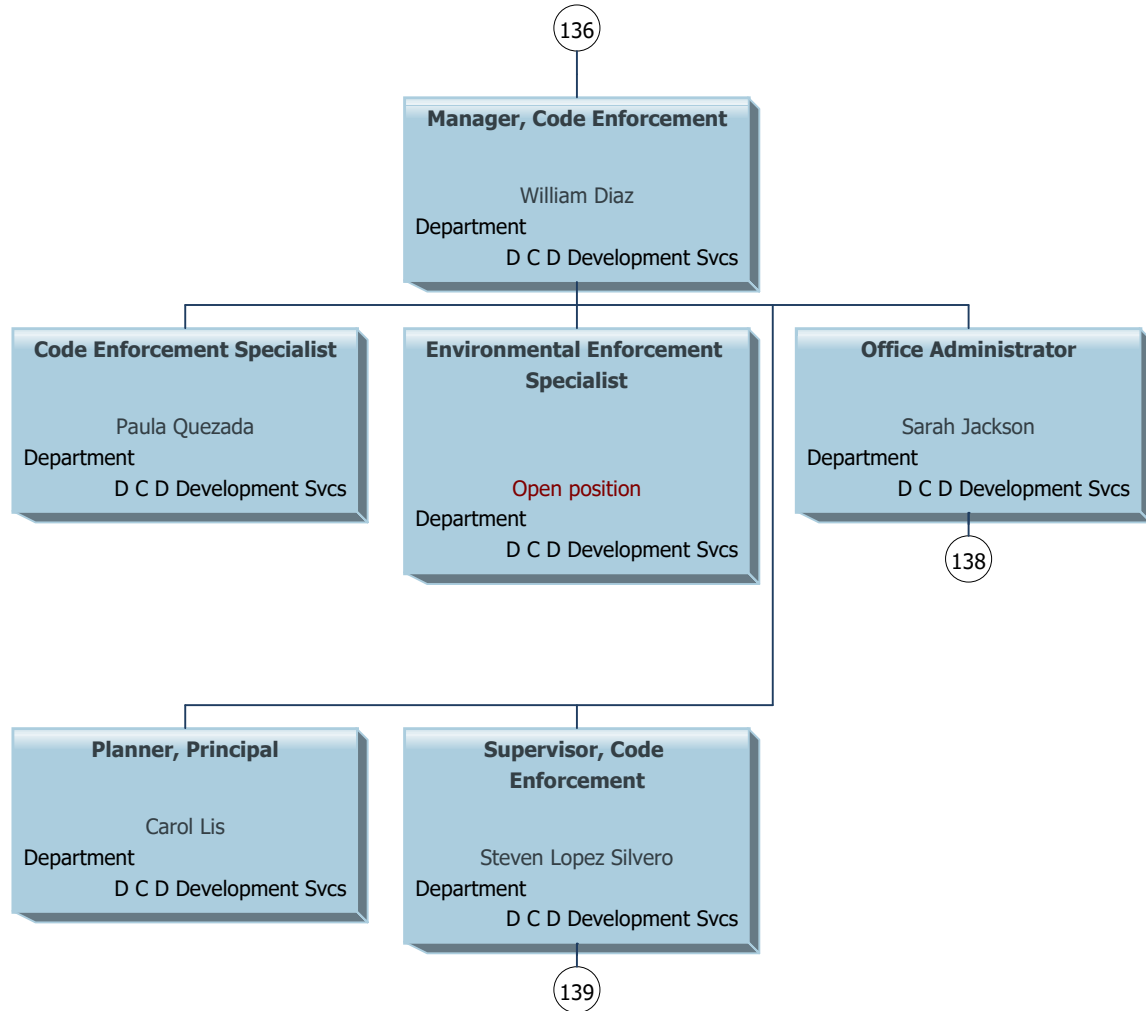 136
Manager, Code Enforcement
William Diaz
Department
D C D Development Svcs
Code Enforcement Specialist
Paula Quezada
Department
D C D Development Svcs
Environmental Enforcement
Specialist
Open position
Department
D C D Development Svcs
Office Administrator
Sarah Jackson
Department
D C D Development Svcs
138
Planner, Principal
Carol Lis
Department
D C D Development Svcs
Supervisor, Code
Enforcement
Steven Lopez Silvero
Department
D C D Development Svcs
139